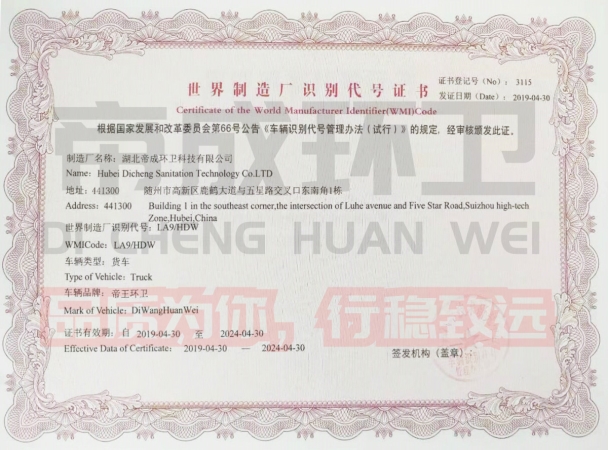 证书登记号(No): 3115
发证日期(Date): 2019-04-30
世界制造厂识别代号证书
Certificate of the World Manufacturer Identifier(WMI)Code
根据国家发展和改革委员会第66号公告《车辆识别代号管理办法(试行)》的规定,经审核颁发此证。
制造厂名称: 湖北帝成环卫科技有限公司
Name: Hubei Dicheng Sanitation Technology Co.LTD
地址: 441300 随州市高新区鹿鹤大道与五星路交叉口东南角1栋
Address: 441300 Building 1 in the southeast corner,the intersection of Luhe avenue and Five Star Road,Suizhou high-tech
Zone,Hubei,China
世界制造厂识别代号: LA9/HDW
WMICode: LA9/HDW
车辆类型: 货车
Type of Vehicle: Truck
车辆品牌: 帝王环卫
Mark of Vehicle: DiWangHuanWei
证书有效期: 自 2019-04-30 至 2024-04-30
Effective Data of Certificate: 2019-04-30 — 2024-04-30
签发机构(盖章):
帝成环卫
DI CHENG HUAN WEI
你,行稳致远